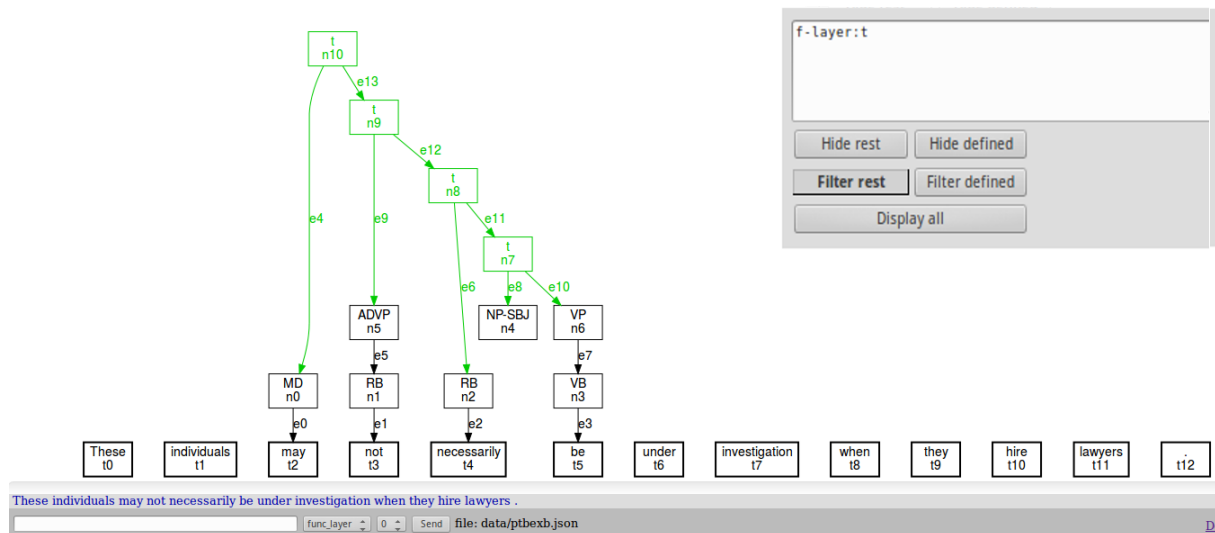 f-layer:t
Hide rest
Hide defined
Filter rest
Filter defined
Display all
t
n10
e13
t
n9
e12
t
n8
e4
e9
e11
t
n7
e6
e8
e10
ADVP
n5
NP-SBJ
n4
VP
n6
e5
e7
MD
n0
RB
n1
RB
n2
VB
n3
e0
e1
e2
e3
These
t0
individuals
t1
may
t2
not
t3
necessarily
t4
be
t5
under
t6
investigation
t7
when
t8
they
t9
hire
t10
lawyers
t11
.
t12
These individuals may not necessarily be under investigation when they hire lawyers .
func_layer
0
Send
file: data/ptbexb.json
D